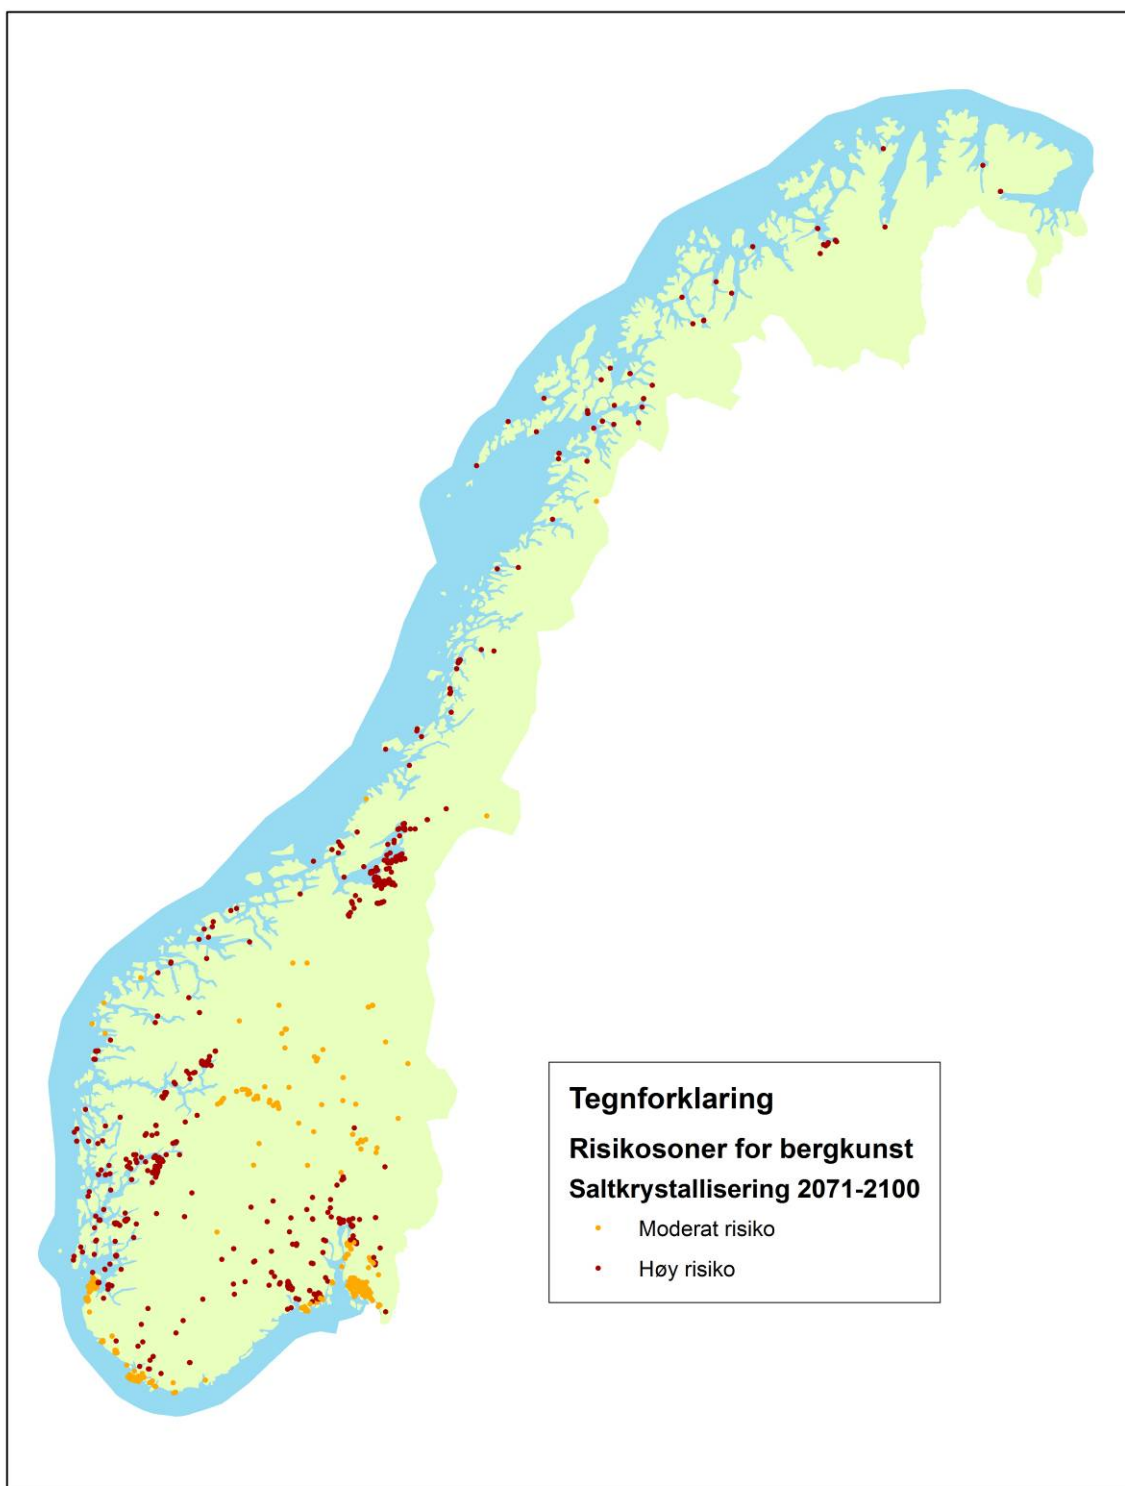 Tegnforklaring
Risikosoner for bergkunst
Saltkrystallisering 2071-2100
Moderat risiko
Høy risiko